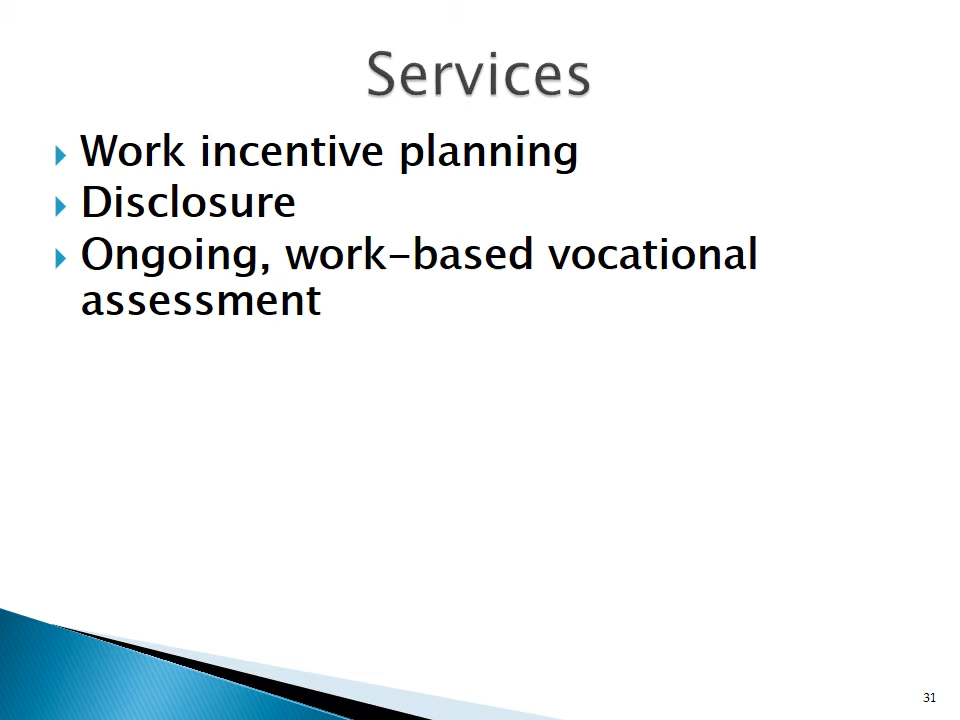 Services
Work incentive planning
Disclosure
Ongoing, work-based vocational
assessment
31